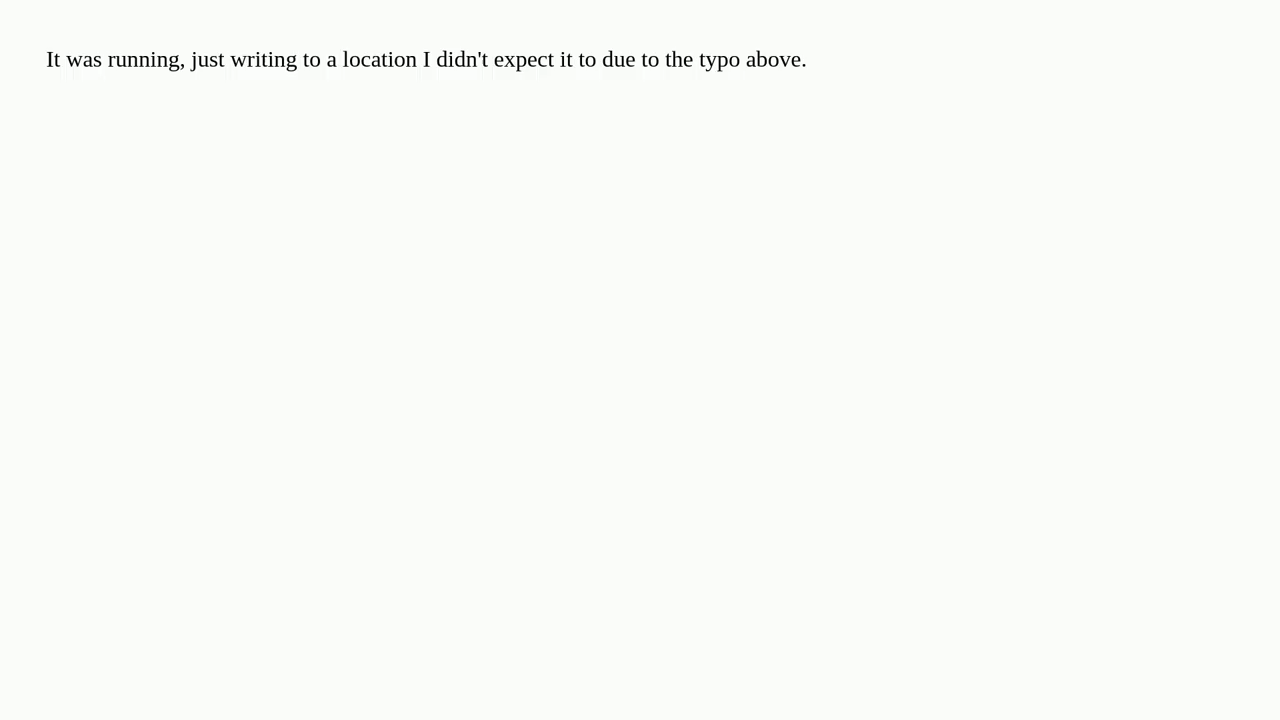 It was running, just writing to a location I didn't expect it to due to the typo above.